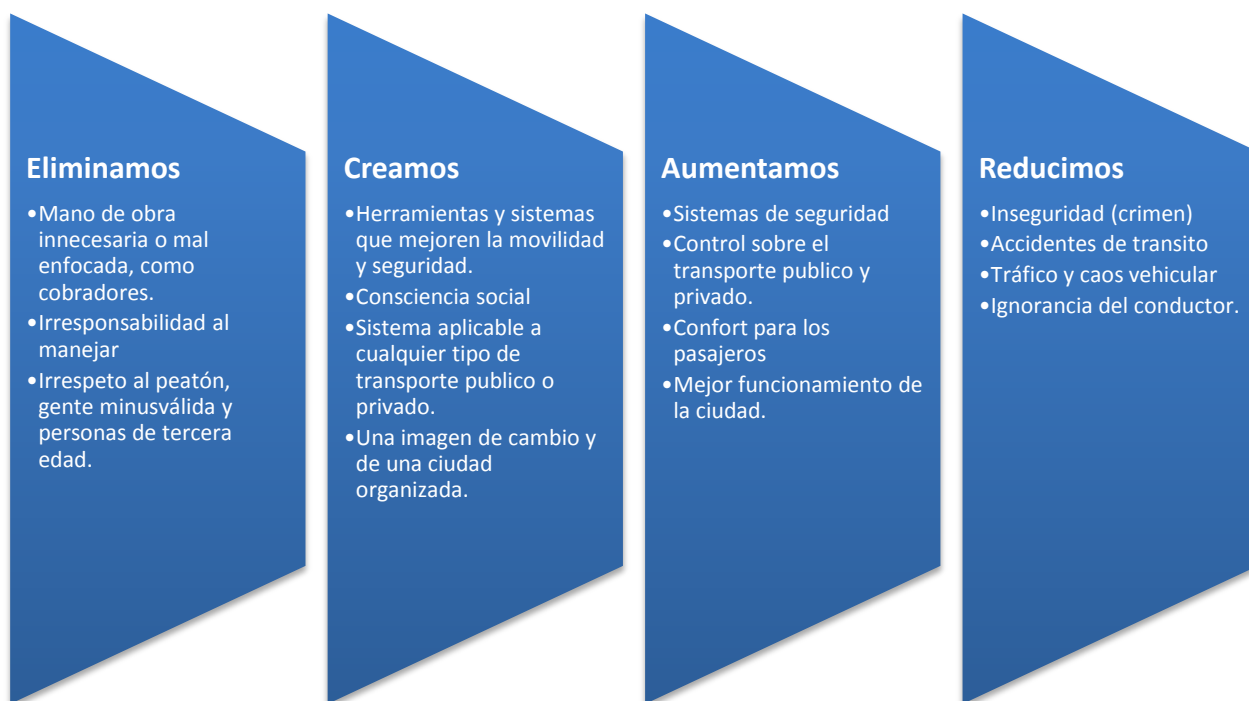 Eliminamos
•Mano de obra
innecesaria o mal
enfocada, como
cobradores.
•Irresponsabilidad al
manejar
•Irrespeto al peatón,
gente minusválida y
personas de tercera
edad.
Creamos
•Herramientas y sistemas
que mejoren la movilidad
y seguridad.
•Consciencia social
•Sistema aplicable a
cualquier tipo de
transporte publico o
privado.
•Una imagen de cambio y
de una ciudad
organizada.
Aumentamos
•Sistemas de seguridad
•Control sobre el
transporte publico y
privado.
•Confort para los
pasajeros
•Mejor funcionamiento de
la ciudad.
Reducimos
•Inseguridad (crimen)
•Accidentes de transito
•Tráfico y caos vehicular
•Ignorancia del conductor.